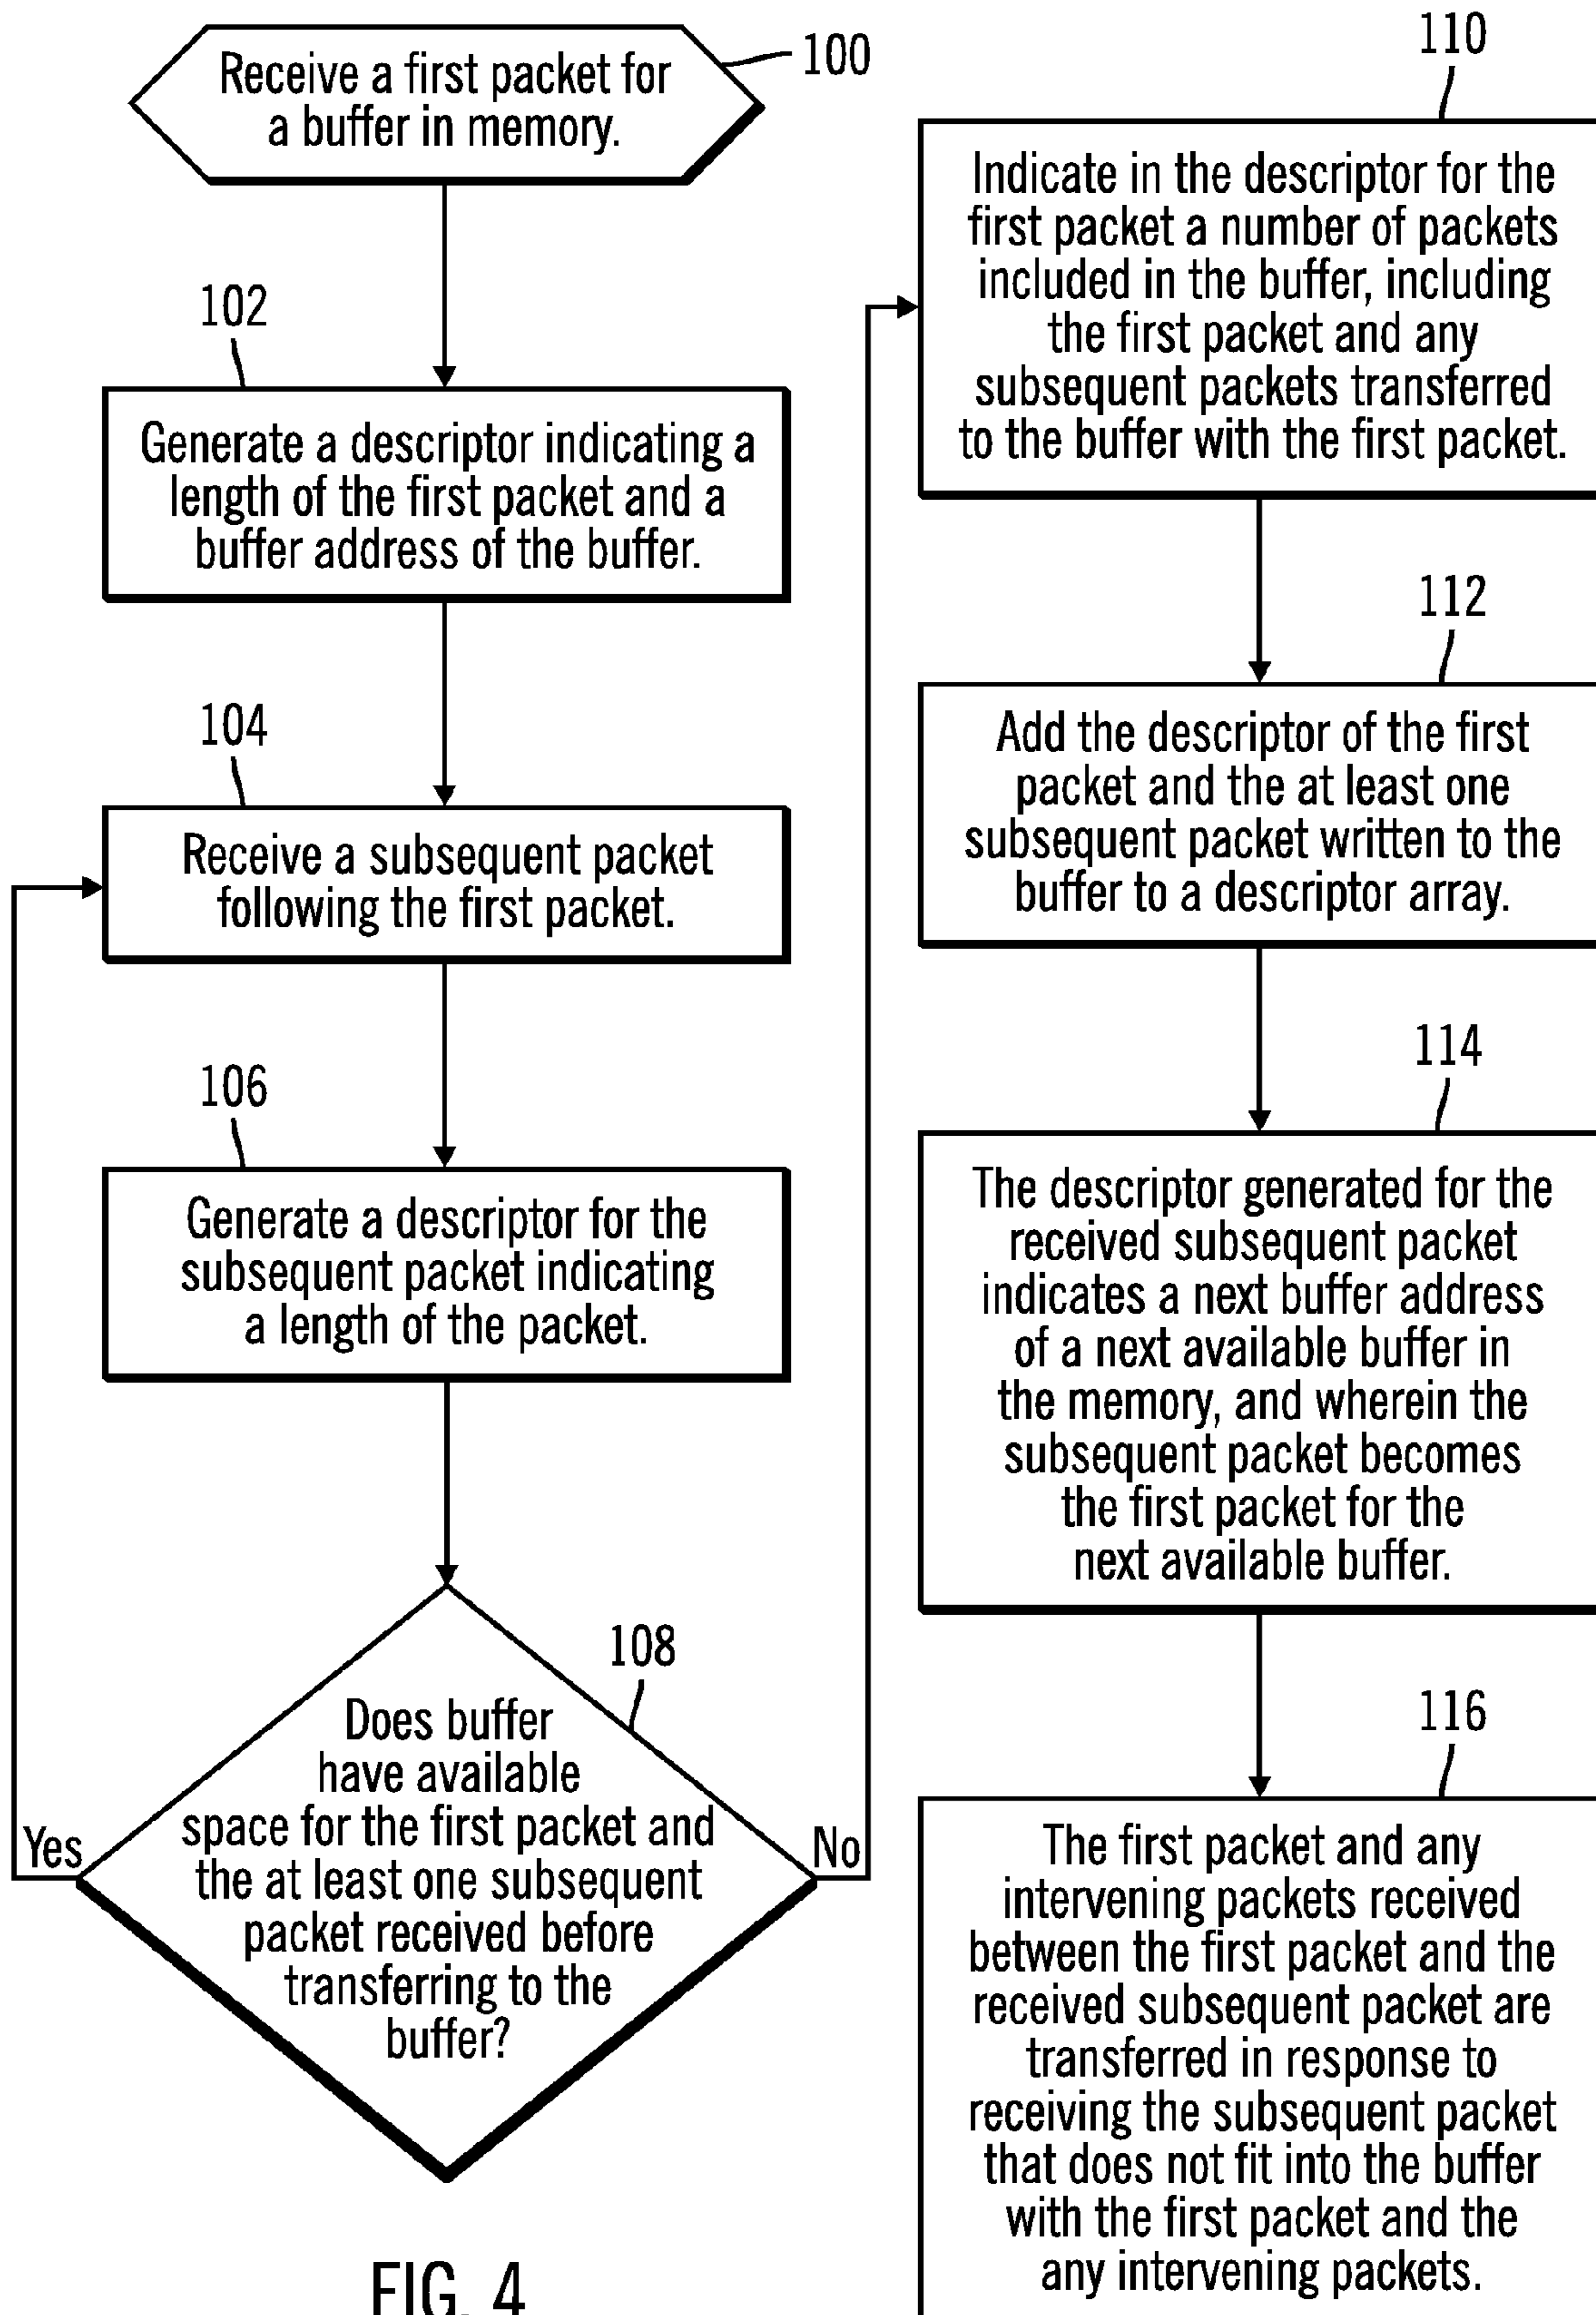 100
Receive a first packet for
a buffer in memory.
102
Generate a descriptor indicating a
length of the first packet and a
buffer address of the buffer.
104
Receive a subsequent packet
following the first packet.
106
Generate a descriptor for the
subsequent packet indicating
a length of the packet.
108
Does buffer
have available
space for the first packet and
the at least one subsequent
packet received before
transferring to the
buffer?
Yes
No
110
Indicate in the descriptor for the
first packet a number of packets
included in the buffer, including
the first packet and any
subsequent packets transferred
to the buffer with the first packet.
112
Add the descriptor of the first
packet and the at least one
subsequent packet written to the
buffer to a descriptor array.
114
The descriptor generated for the
received subsequent packet
indicates a next buffer address
of a next available buffer in
the memory, and wherein the
subsequent packet becomes
the first packet for the
next available buffer.
116
The first packet and any
intervening packets received
between the first packet and the
received subsequent packet are
transferred in response to
receiving the subsequent packet
that does not fit into the buffer
with the first packet and the
any intervening packets.
FIG. 4